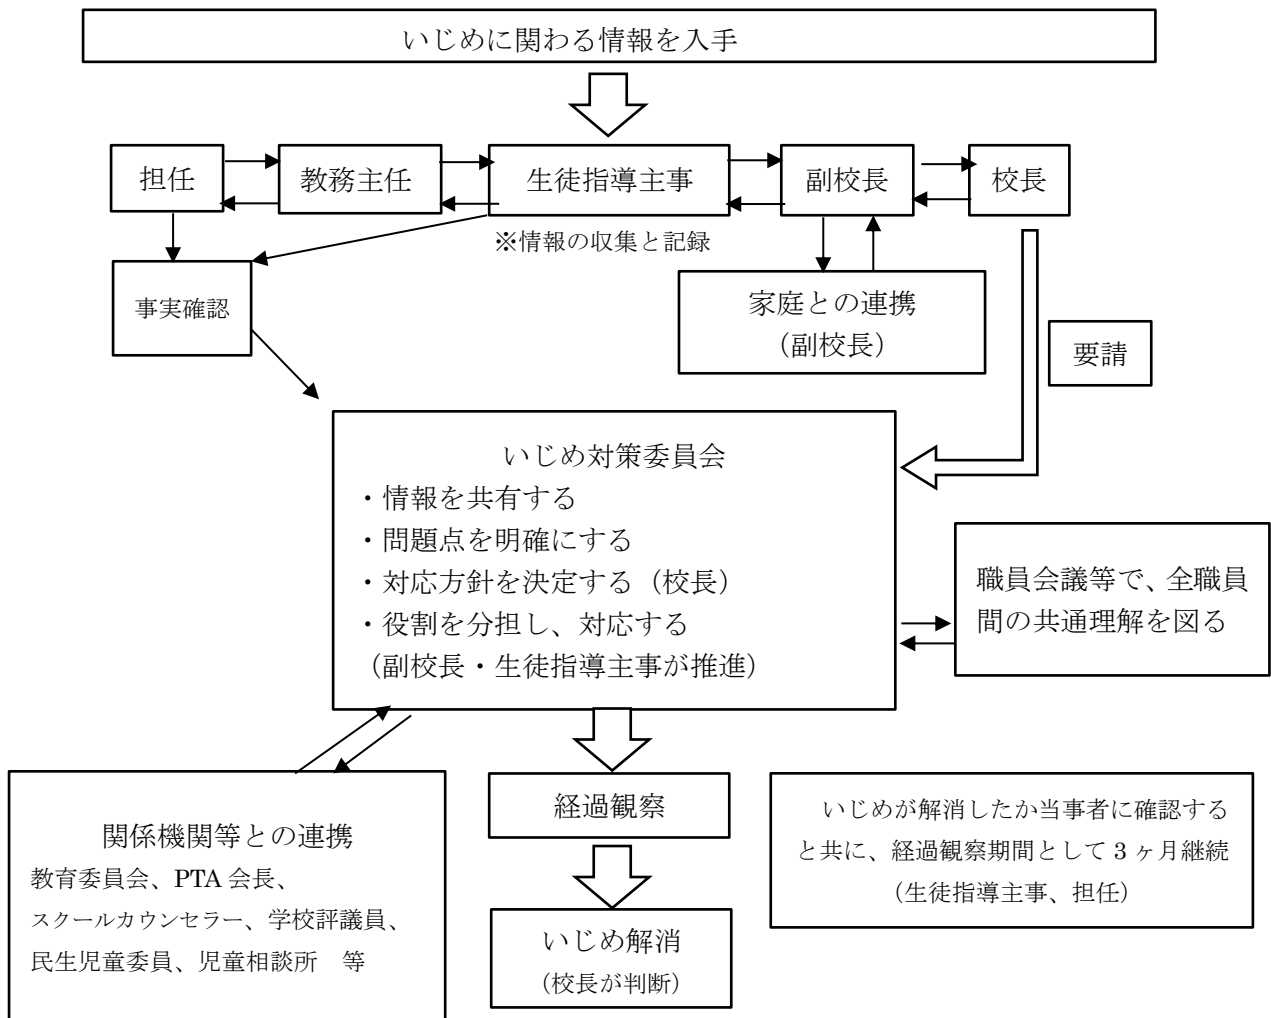 いじめに関わる情報を入手
担任
教務主任
生徒指導主事
副校長
校長
※情報の収集と記録
事実確認
家庭との連携
（副校長）
要請
いじめ対策委員会
・情報を共有する
・問題点を明確にする
・対応方針を決定する（校長）
・役割を分担し、対応する
（副校長・生徒指導主事が推進）
職員会議等で、全職員
間の共通理解を図る
関係機関等との連携
教育委員会、PTA 会長、
スクールカウンセラー、学校評議員、
民生児童委員、児童相談所　等
経過観察
いじめが解消したか当事者に確認する
と共に、経過観察期間として 3 ヶ月継続
（生徒指導主事、担任）
いじめ解消
（校長が判断）